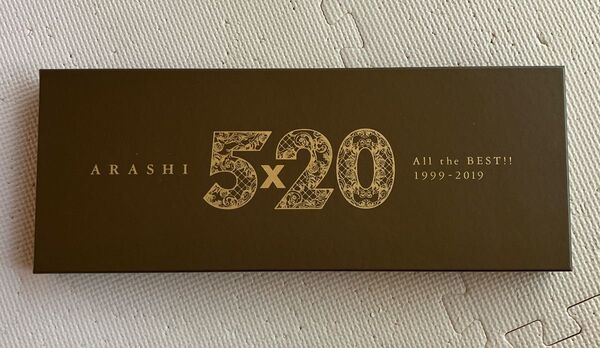 ARASHI
5x20
All the BEST!!
1999-2019